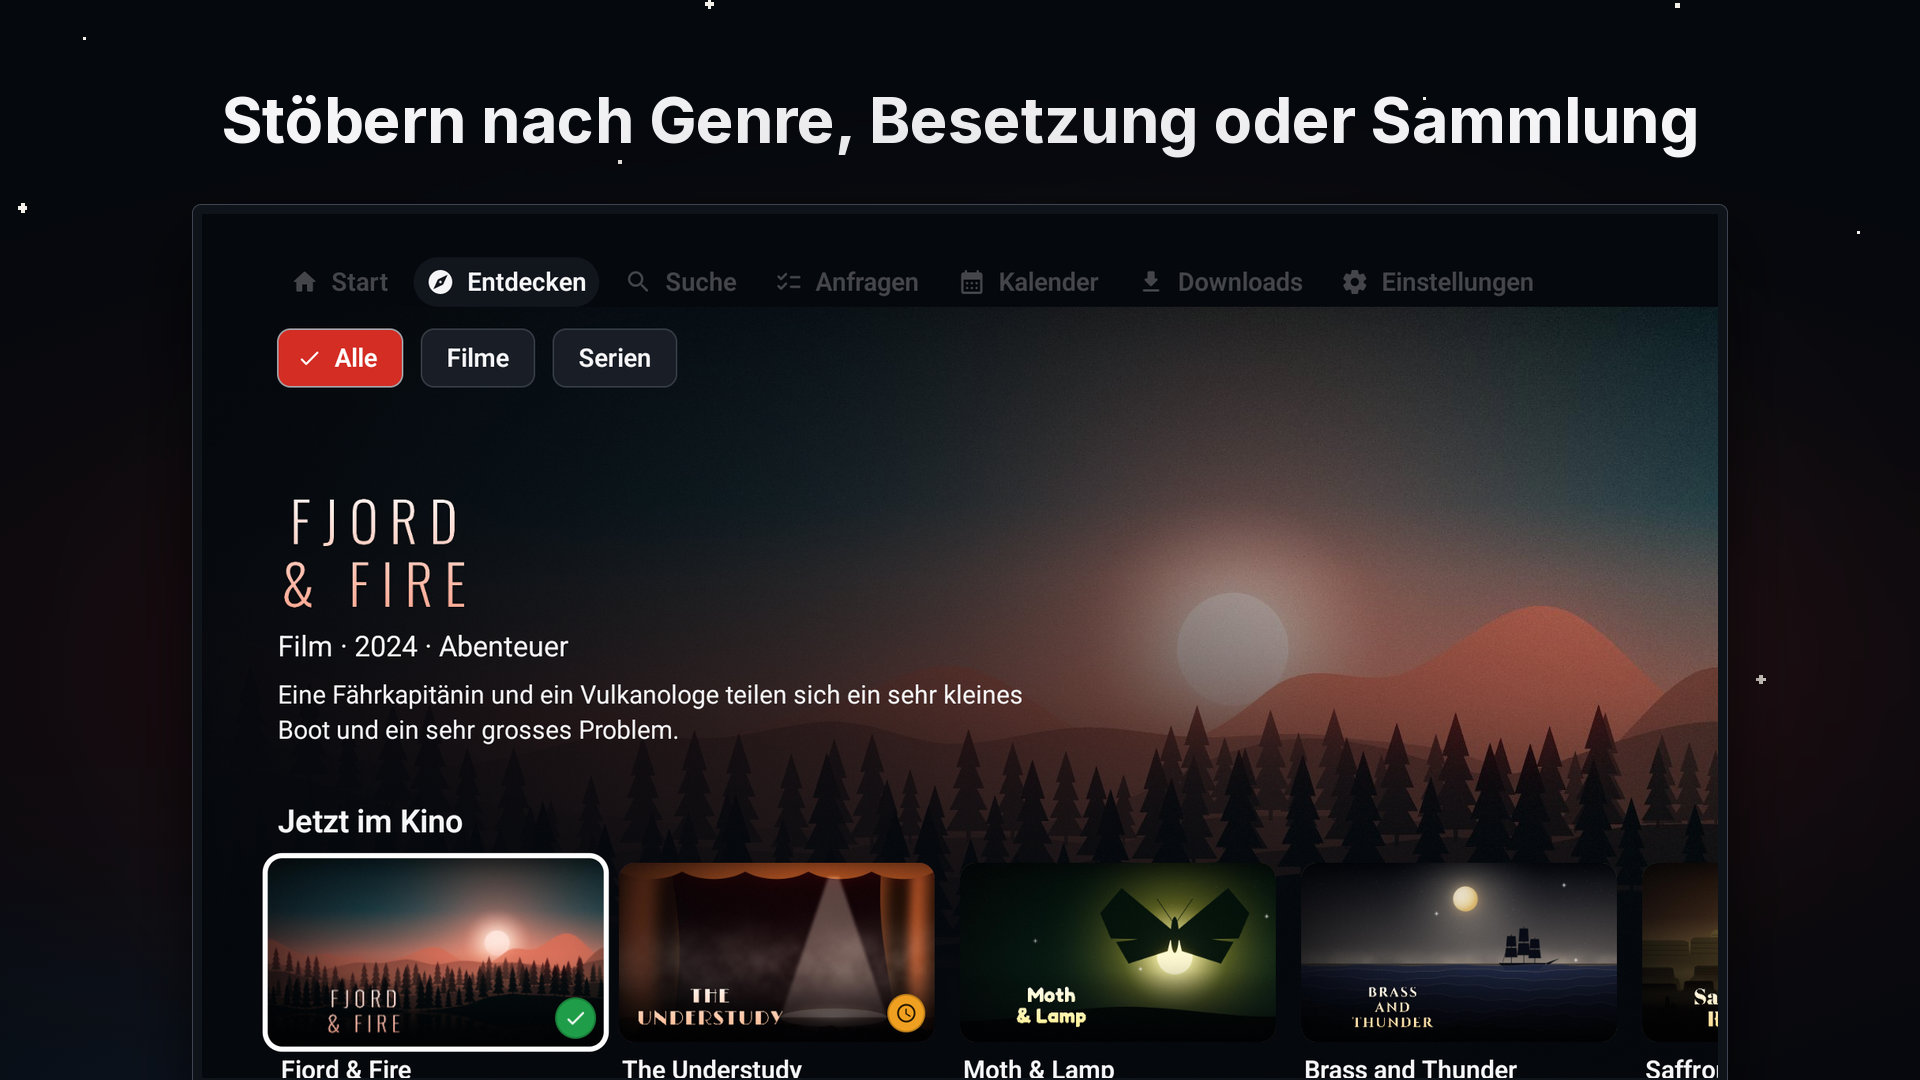 Stöbern nach Genre, Besetzung oder Sammlung
Start Entdecken Suche Anfragen Kalender Downloads Einstellungen
Alle Filme Serien
FJORD
& FIRE
Film · 2024 · Abenteuer
Eine Fährkapitänin und ein Vulkanologe teilen sich ein sehr kleines
Boot und ein sehr grosses Problem.
Jetzt im Kino
FJORD
& FIRE
THE
UNDERSTUDY
Moth
& Lamp
BRASS
AND
THUNDER
Fjord & Fire
The Understudy
Moth & Lamp
Brass and Thunder